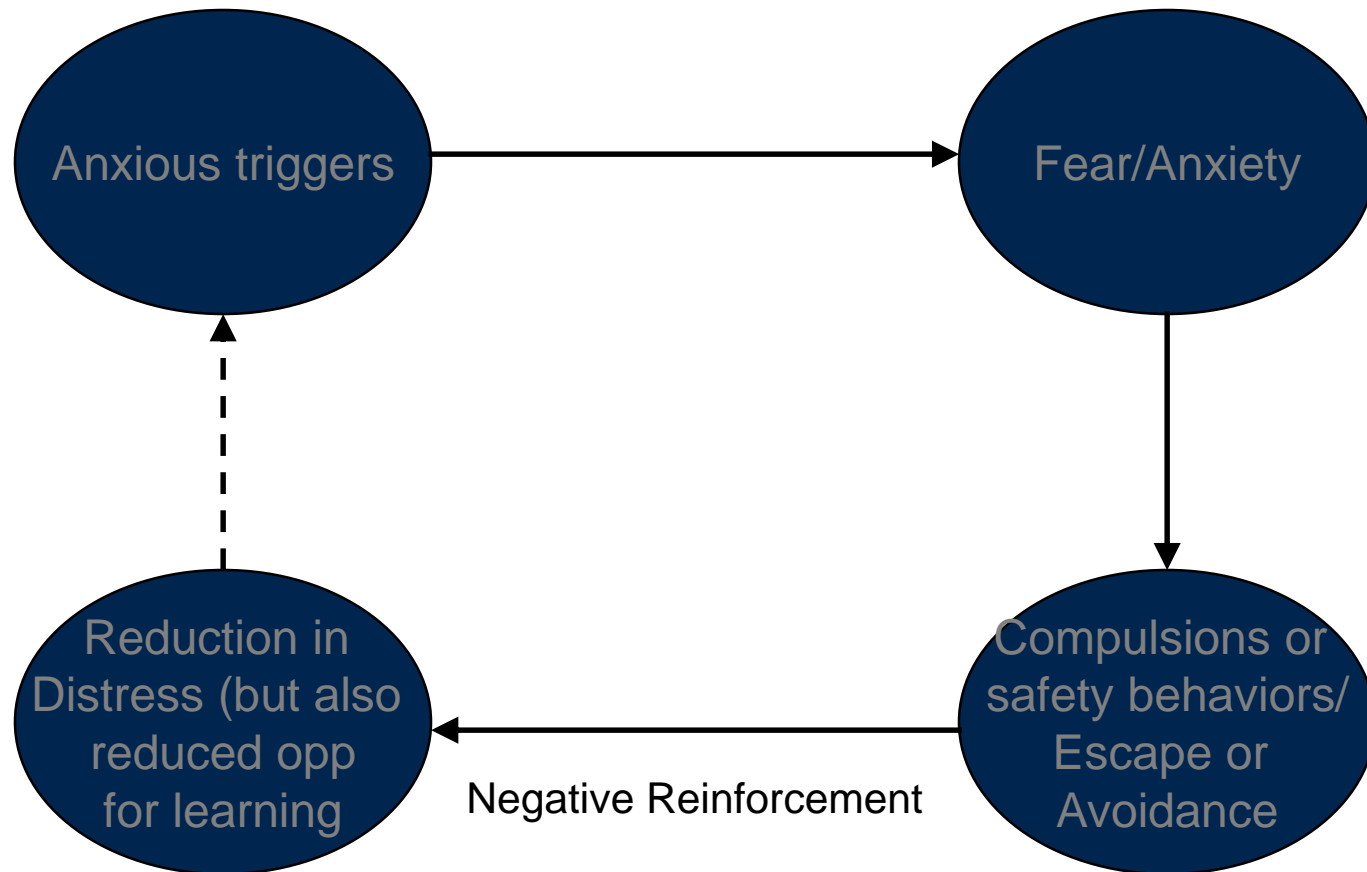 Anxious triggers
Fear/Anxiety
Reduction in
Distress (but also
reduced opp
for learning
Negative Reinforcement
Compulsions or
safety behaviors/
Escape or
Avoidance